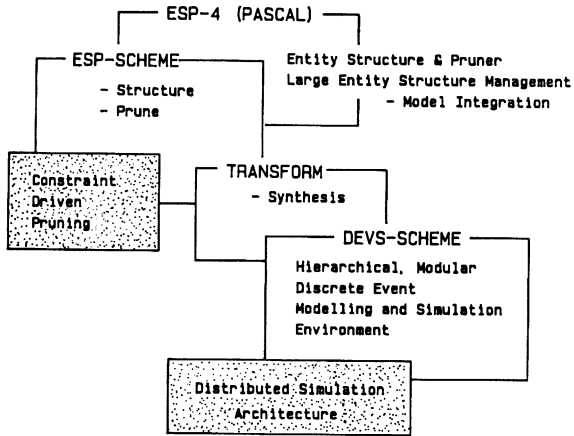 ESP-4 (PASCAL)
ESP-SCHEME
- Structure
- Prune
Entity Structure & Pruner
Large Entity Structure Management
- Model Integration
Constraint
Driven
Pruning
TRANSFORM
- Synthesis
DEVS-SCHEME
Hierarchical, Modular
Discrete Event
Modelling and Simulation
Environment
Distributed Simulation
Architecture